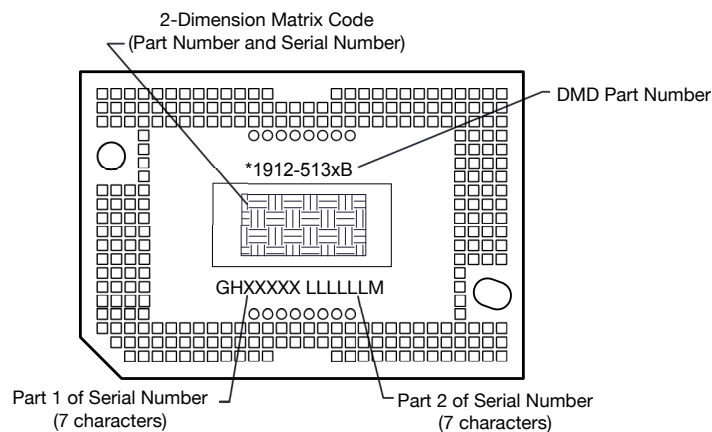 2-Dimension Matrix Code
(Part Number and Serial Number)
DMD Part Number
*1912-513xB
GHXXXXX LLLLLLM
Part 1 of Serial Number
(7 characters)
Part 2 of Serial Number
(7 characters)